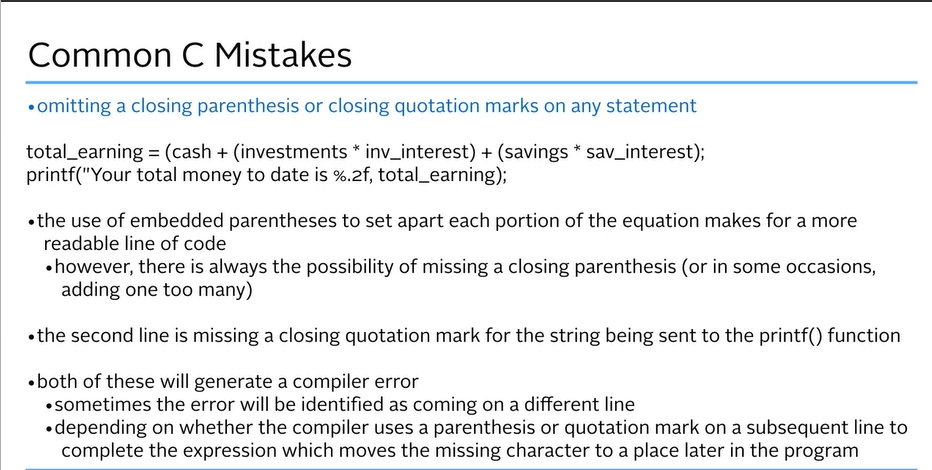 Common C Mistakes
•omitting a closing parenthesis or closing quotation marks on any statement
total_earning = (cash + (investments * inv_interest) + (savings * sav_interest);
printf("Your total money to date is %.2f, total_earning);
•the use of embedded parentheses to set apart each portion of the equation makes for a more
readable line of code
•however, there is always the possibility of missing a closing parenthesis (or in some occasions,
adding one too many)
•the second line is missing a closing quotation mark for the string being sent to the printf() function
•both of these will generate a compiler error
•sometimes the error will be identified as coming on a different line
•depending on whether the compiler uses a parenthesis or quotation mark on a subsequent line to
complete the expression which moves the missing character to a place later in the program